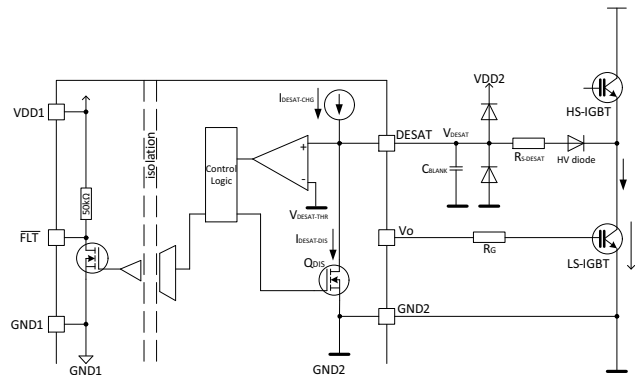 VDD1
FLT
GND1
GND1
50kΩ
isolation
Control
Logic
IDESAT-CHG
+
-
VDESAT-THR
IDESAT-DIS
QDIS
GND2
DESAT
Vo
GND2
VDESAT
CBLANK
VDD2
RS-DESAT
HV diode
RG
HS-IGBT
LS-IGBT